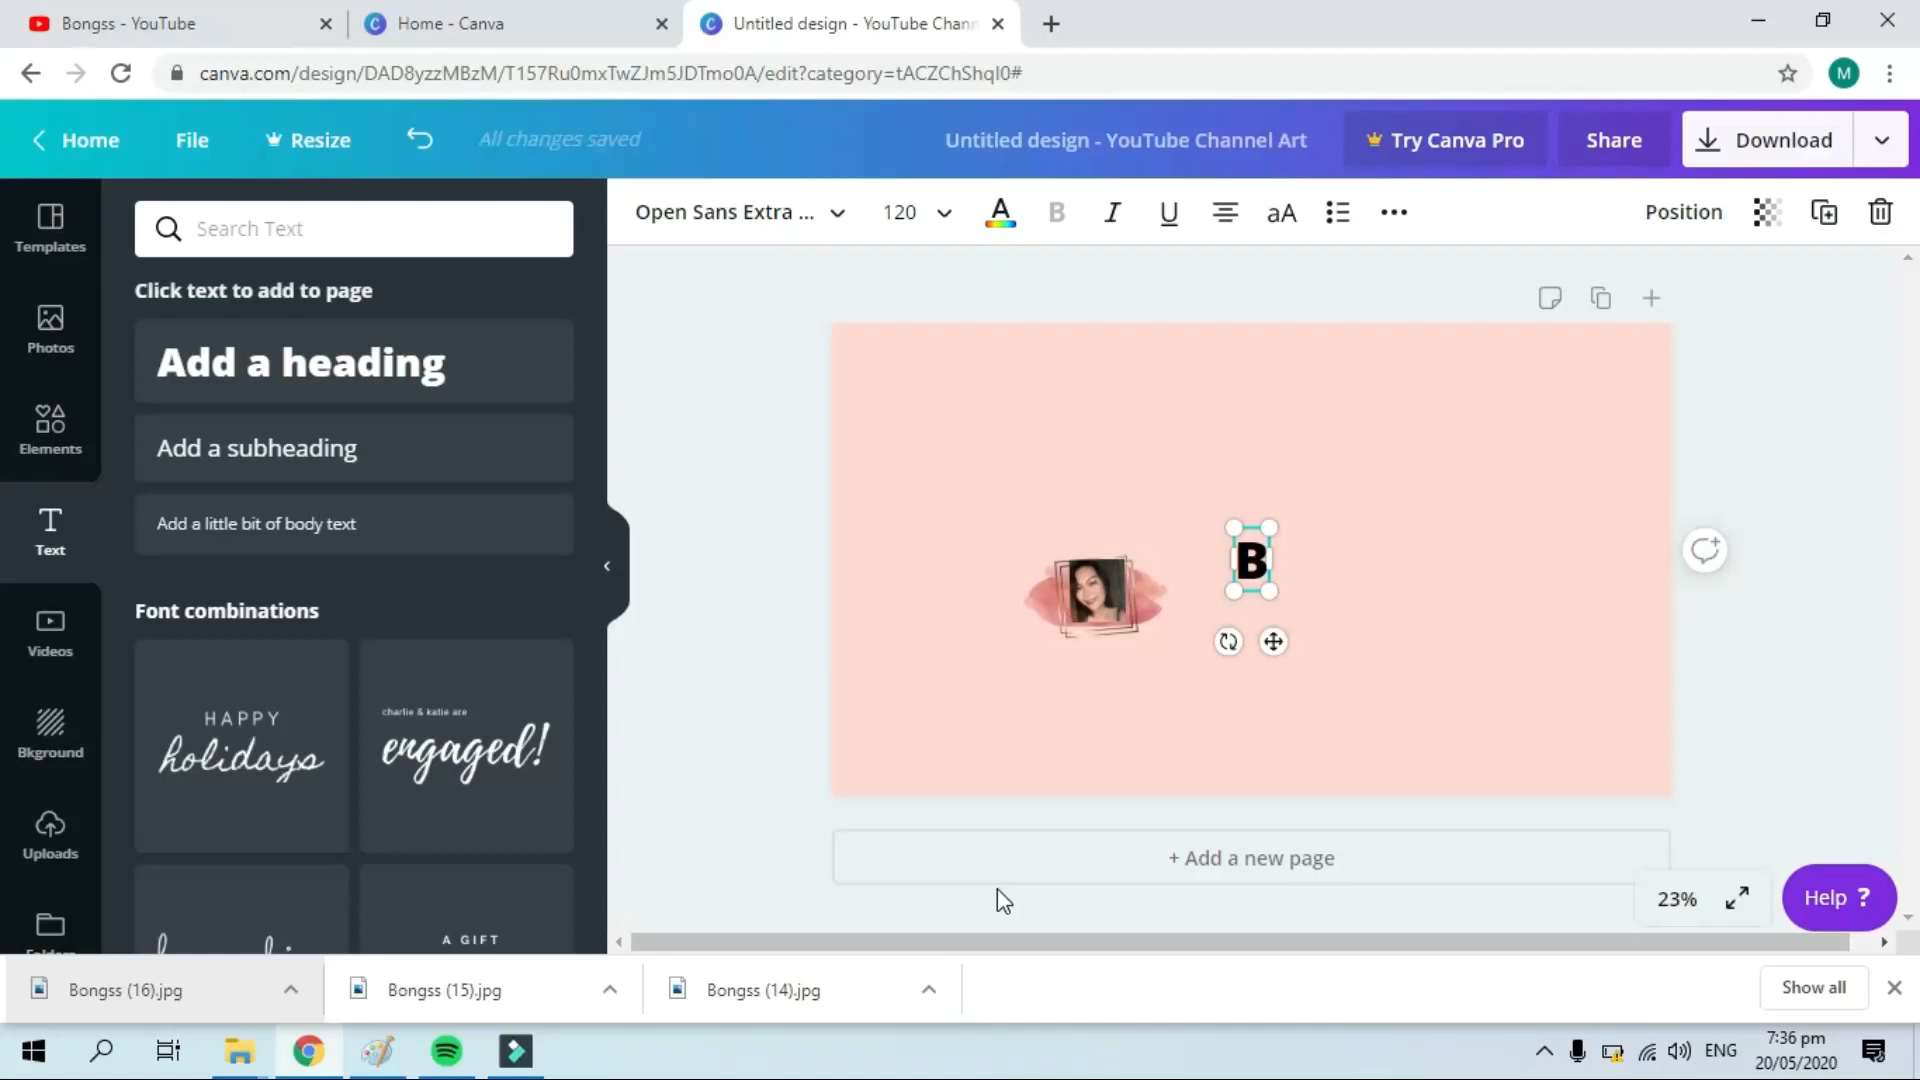 Bongss - YouTube
Home - Canva
Untitled design - YouTube Chann
canva.com/design/DAD8yzzMBzM/T157Ru0mxTwZJm5JDTmo0A/edit?category=tACZChShqI0#
M
Home
File
Resize
All changes saved
Untitled design - YouTube Channel Art
Try Canva Pro
Share
Download
Templates
Photos
Elements
Text
Videos
Bkground
Uploads
Search Text
Click text to add to page
Add a heading
Add a subheading
Add a little bit of body text
Font combinations
HAPPY
holidays
charlie & katie are
engaged!
A GIFT
Open Sans Extra ...
120
A
B
I
U
aA
Position
B
+ Add a new page
23%
Help ?
Bongss (16).jpg
Bongss (15).jpg
Bongss (14).jpg
Show all
ENG
7:36 pm
20/05/2020